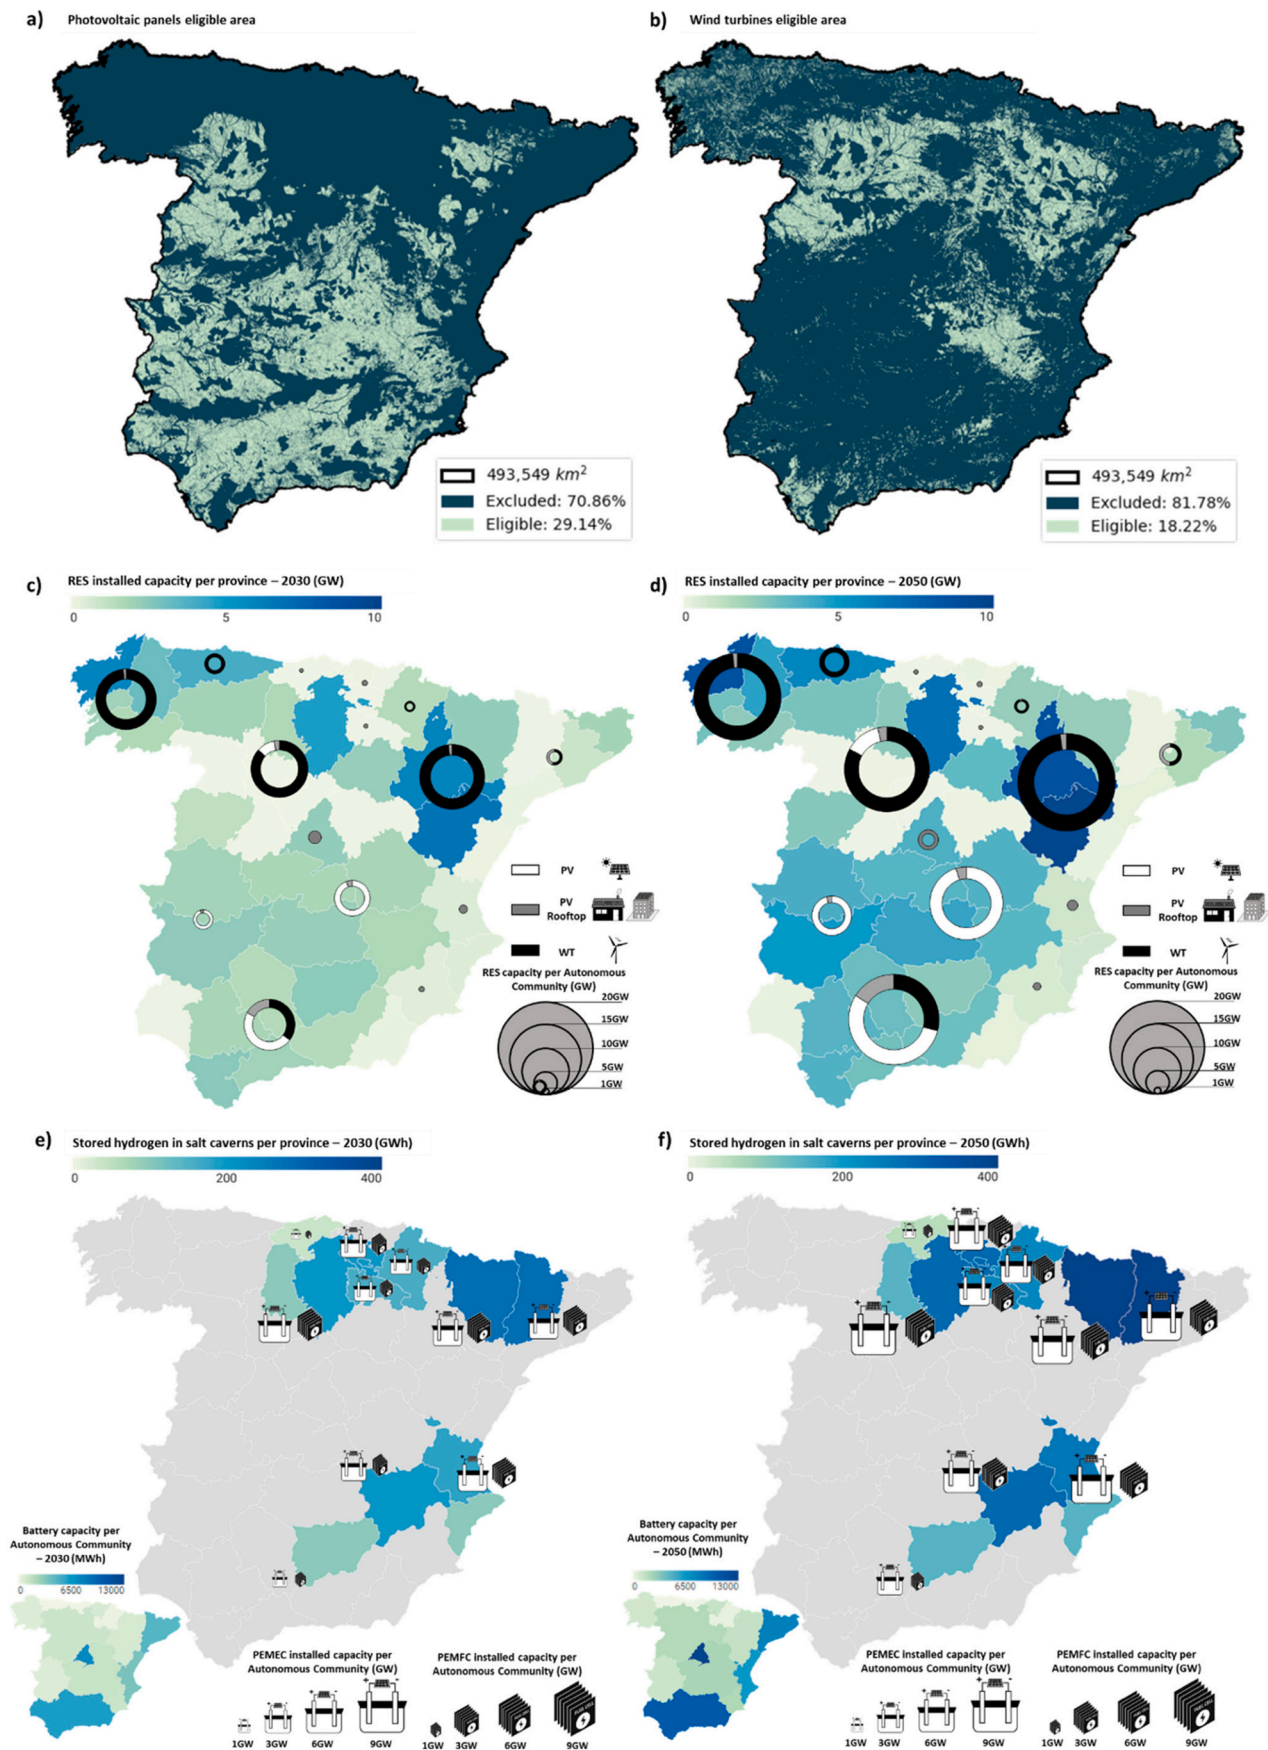 a) Photovoltaic panels eligible area
b) Wind turbines eligible area
493,549 km²
Excluded: 70.86%
Eligible: 29.14%
493,549 km²
Excluded: 81.78%
Eligible: 18.22%
c) RES installed capacity per province – 2030 (GW)
0 5 10
PV
PV
Rooftop
WT
RES capacity per Autonomous
Community (GW)
20GW
15GW
10GW
5GW
1GW
d) RES installed capacity per province – 2050 (GW)
0 5 10
PV
PV
Rooftop
WT
RES capacity per Autonomous
Community (GW)
20GW
15GW
10GW
5GW
1GW
e) Stored hydrogen in salt caverns per province – 2030 (GWh)
0 200 400
Battery capacity per
Autonomous Community
– 2030 (MWh)
0 6500 13000
PEMEC installed capacity per
Autonomous Community (GW)
1GW 3GW 6GW 9GW
PEMFC installed capacity per
Autonomous Community (GW)
1GW 3GW 6GW 9GW
f) Stored hydrogen in salt caverns per province – 2050 (GWh)
0 200 400
Battery capacity per
Autonomous Community
– 2050 (MWh)
0 6500 13000
PEMEC installed capacity per
Autonomous Community (GW)
1GW 3GW 6GW 9GW
PEMFC installed capacity per
Autonomous Community (GW)
1GW 3GW 6GW 9GW